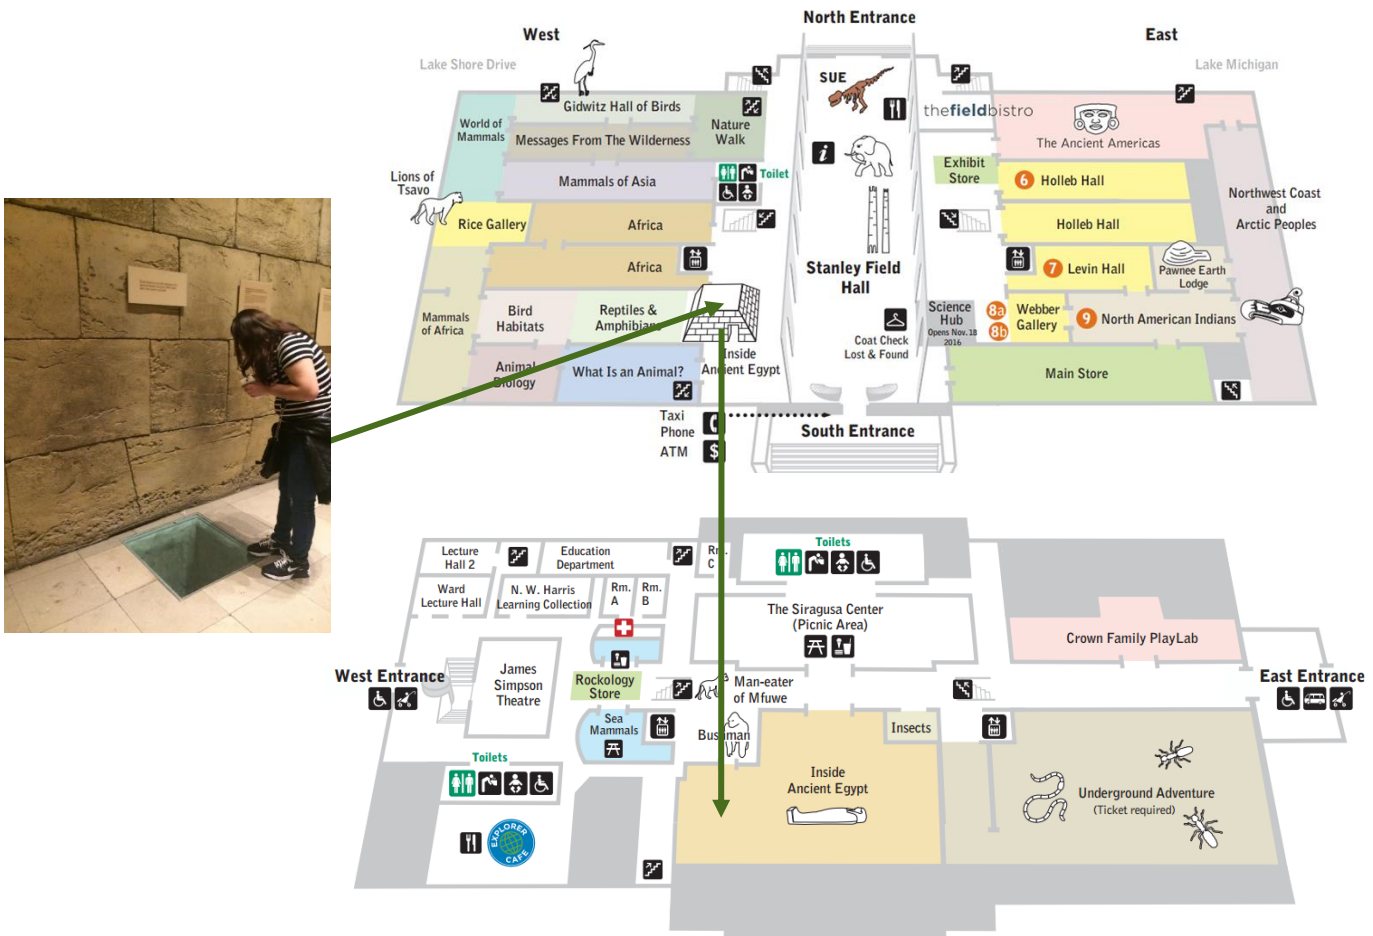 North Entrance
West
East
Lake Shore Drive
Lake Michigan
SUE
Gidwitz Hall of Birds
thefieldbistro
World of
Mammals
Messages From The Wilderness
Nature
Walk
The Ancient Americas
Mammals of Asia
Toilet
Exhibit
Store
6 Holleb Hall
Lions of
Tsavo
Northwest Coast
and
Arctic Peoples
Rice Gallery
Africa
Holleb Hall
Africa
Stanley Field
Hall
7 Levin Hall
Pawnee Earth
Lodge
Mammals
of Africa
Bird
Habitats
Reptiles &
Amphibians
Science
Hub
Opens Nov. 18
2016
8a
8b
Webber
Gallery
9 North American Indians
Coat Check
Lost & Found
Inside
Ancient Egypt
Animal
Biology
What Is an Animal?
Main Store
Taxi
Phone
ATM
$
South Entrance
Lecture
Hall 2
Education
Department
Rm.
C
Toilets
Ward
Lecture Hall
N. W. Harris
Learning Collection
Rm.
A
Rm.
B
The Siragusa Center
(Picnic Area)
Crown Family PlayLab
West Entrance
James
Simpson
Theatre
Rockology
Store
Man-eater
of Mfuwe
East Entrance
Sea
Mammals
Bushman
Insects
Toilets
Inside
Ancient Egypt
Underground Adventure
(Ticket required)
EXPLORER
CAFE